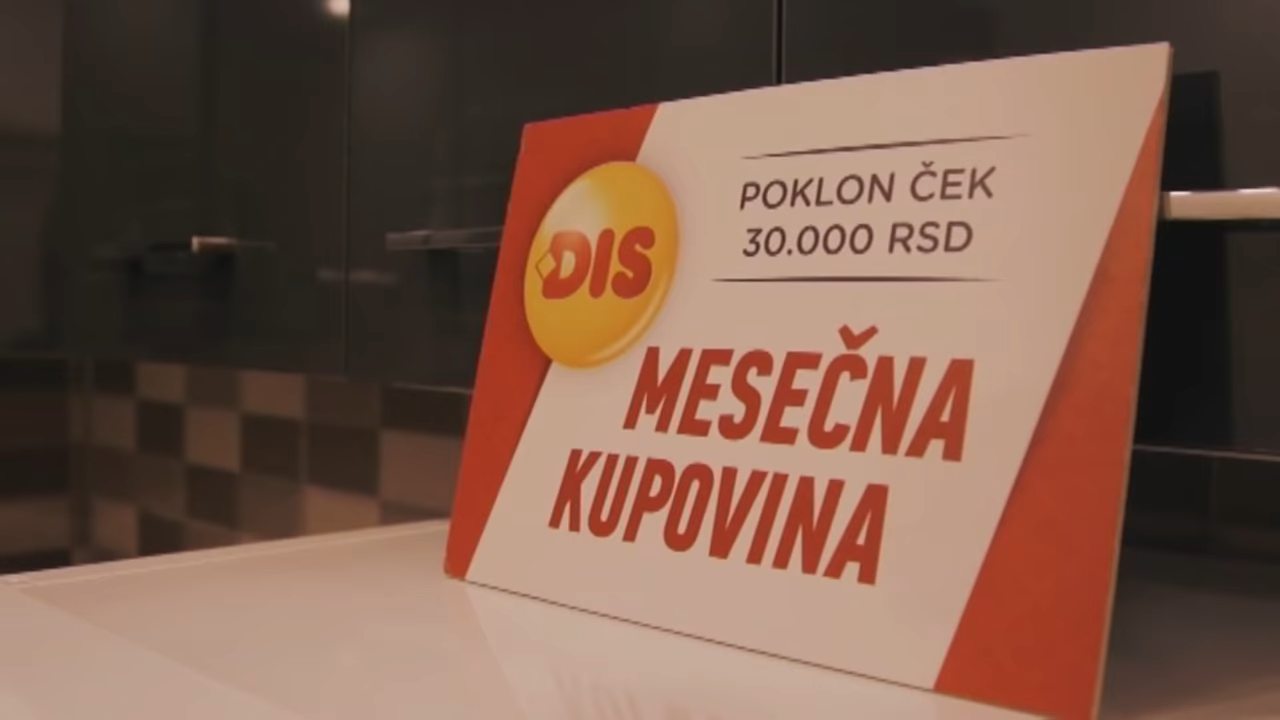 DIS
POKLON ČEK
30.000 RSD
MESEČNA
KUPOVINA